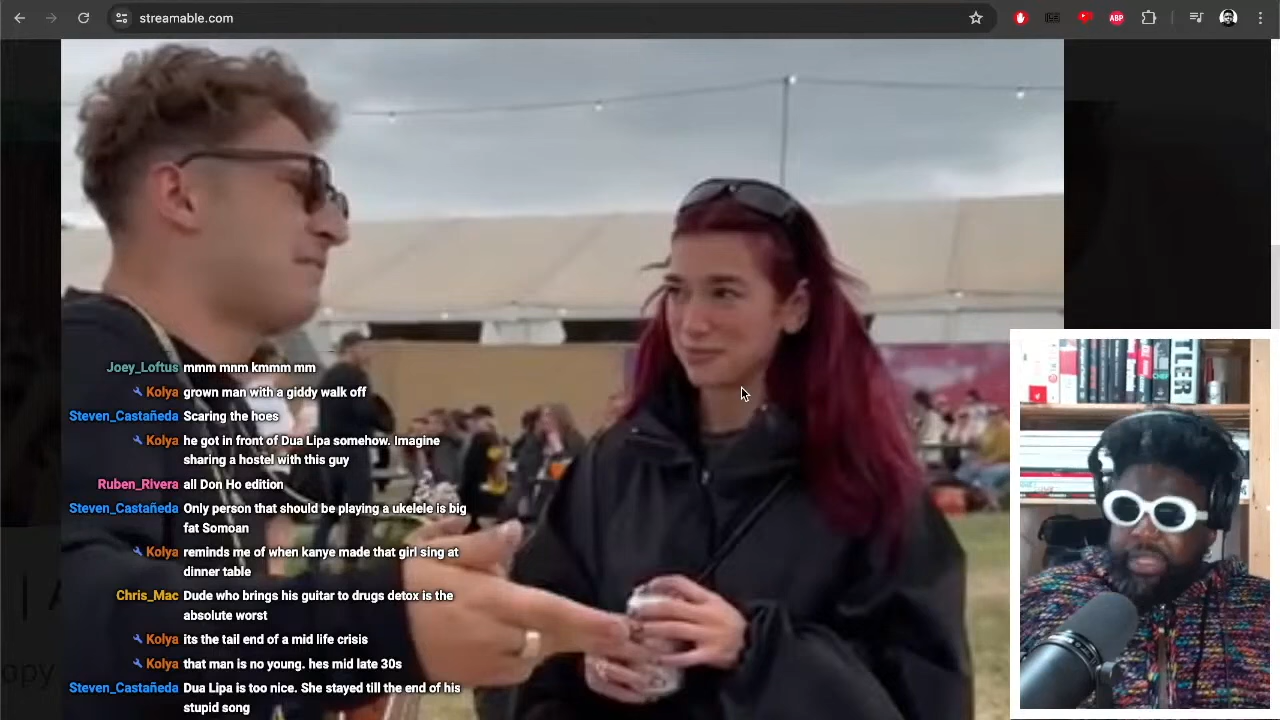 streamable.com
ABP
Joey_Loftus mmm mnm kmmm mm
Kolya grown man with a giddy walk off
Steven_Castañeda Scaring the hoes
Kolya he got in front of Dua Lipa somehow. Imagine
sharing a hostel with this guy
Ruben_Rivera all Don Ho edition
Steven_Castañeda Only person that should be playing a ukelele is big
fat Somoan
Kolya reminds me of when kanye made that girl sing at
dinner table
Chris_Mac Dude who brings his guitar to drugs detox is the
absolute worst
Kolya its the tail end of a mid life crisis
Kolya that man is no young. hes mid late 30s
Steven_Castañeda Dua Lipa is too nice. She stayed till the end of his
stupid song
opy